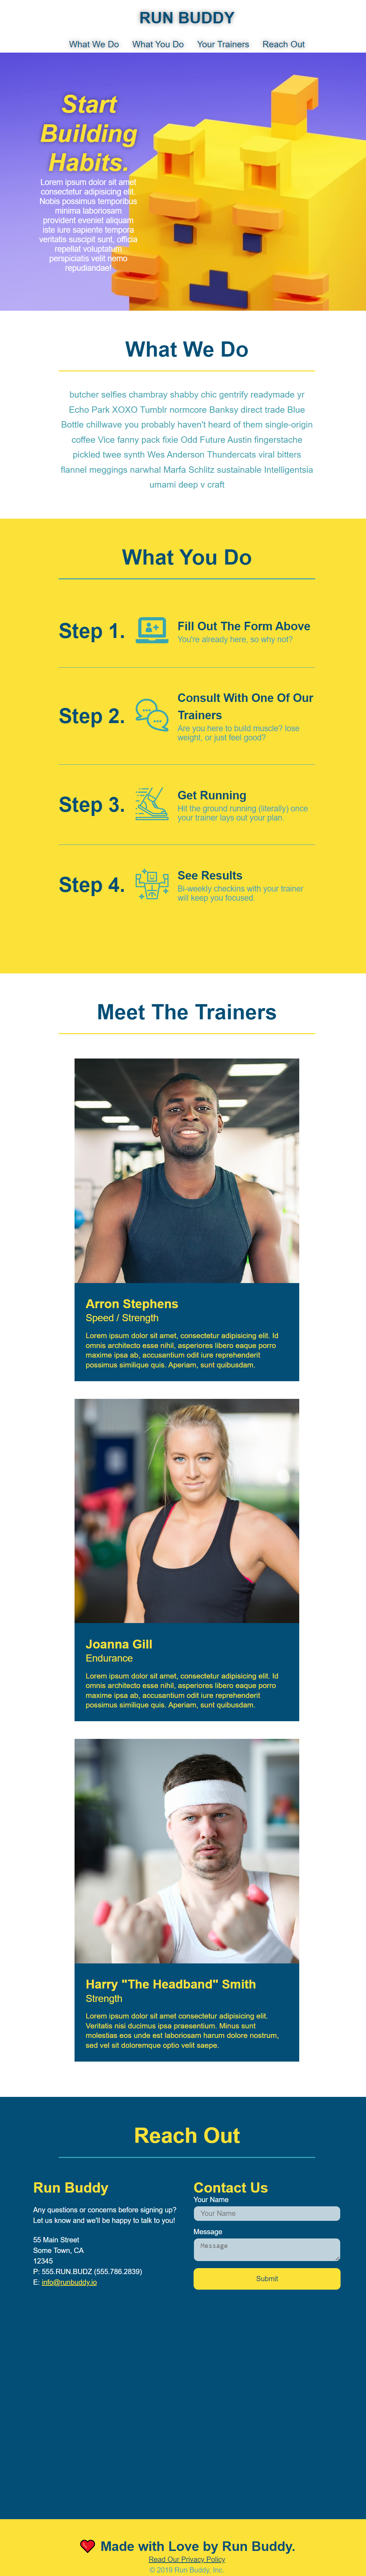 RUN BUDDY
What We Do What You Do Your Trainers Reach Out
Start
Building
Habits.
Lorem ipsum dolor sit amet
consectetur adipisicing elit.
Nobis possimus temporibus
minima laboriosam
provident eveniet aliquam
iste iure sapiente tempora
veritatis suscipit sunt, officia
repellat voluptatum
perspiciatis velit nemo
repudiandae!
What We Do
butcher selfies chambray shabby chic gentrify readymade yr
Echo Park XOXO Tumblr normcore Banksy direct trade Blue
Bottle chillwave you probably haven't heard of them single-origin
coffee Vice fanny pack fixie Odd Future Austin fingerstache
pickled twee synth Wes Anderson Thundercats viral bitters
flannel meggings narwhal Marfa Schlitz sustainable Intelligentsia
umami deep v craft
What You Do
Step 1.
Fill Out The Form Above
You're already here, so why not?
Step 2.
Consult With One Of Our
Trainers
Are you here to build muscle? lose
weight, or just feel good?
Step 3.
Get Running
Hit the ground running (literally) once
your trainer lays out your plan.
Step 4.
See Results
Bi-weekly checkins with your trainer
will keep you focused.
Meet The Trainers
Arron Stephens
Speed / Strength
Lorem ipsum dolor sit amet, consectetur adipisicing elit. Id
omnis architecto esse nihil, asperiores libero eaque porro
maxime ipsa ab, accusantium odit iure reprehenderit
possimus similique quis. Aperiam, sunt quibusdam.
Joanna Gill
Endurance
Lorem ipsum dolor sit amet, consectetur adipisicing elit. Id
omnis architecto esse nihil, asperiores libero eaque porro
maxime ipsa ab, accusantium odit iure reprehenderit
possimus similique quis. Aperiam, sunt quibusdam.
Harry "The Headband" Smith
Strength
Lorem ipsum dolor sit amet consectetur adipisicing elit.
Veritatis nisi ducimus ipsa praesentium. Minus sunt
molestias eos unde est laboriosam harum dolore nostrum,
sed vel sit doloremque optio velit saepe.
Reach Out
Run Buddy
Any questions or concerns before signing up?
Let us know and we'll be happy to talk to you!
55 Main Street
Some Town, CA
12345
P: 555.RUN.BUDZ (555.786.2839)
E: info@runbuddy.io
Contact Us
Your Name
Your Name
Message
Message
Submit
Made with Love by Run Buddy.
Read Our Privacy Policy
© 2019 Run Buddy, Inc.